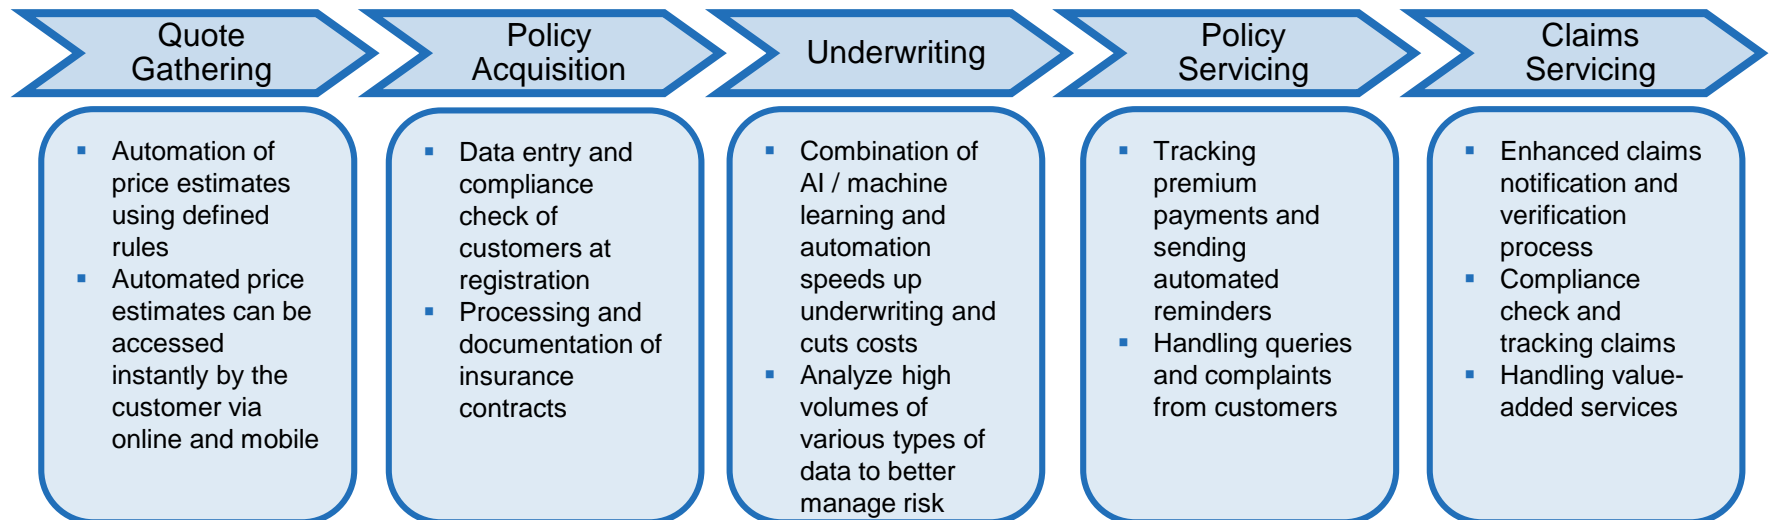 Quote
Gathering
Policy
Acquisition
Underwriting
Policy
Servicing
Claims
Servicing
▪ Automation of
price estimates
using defined
rules
▪ Automated price
estimates can be
accessed
instantly by the
customer via
online and mobile
▪ Data entry and
compliance
check of
customers at
registration
▪ Processing and
documentation of
insurance
contracts
▪ Combination of
AI / machine
learning and
automation
speeds up
underwriting and
cuts costs
▪ Analyze high
volumes of
various types of
data to better
manage risk
▪ Tracking
premium
payments and
sending
automated
reminders
▪ Handling queries
and complaints
from customers
▪ Enhanced claims
notification and
verification
process
▪ Compliance
check and
tracking claims
▪ Handling value-
added services